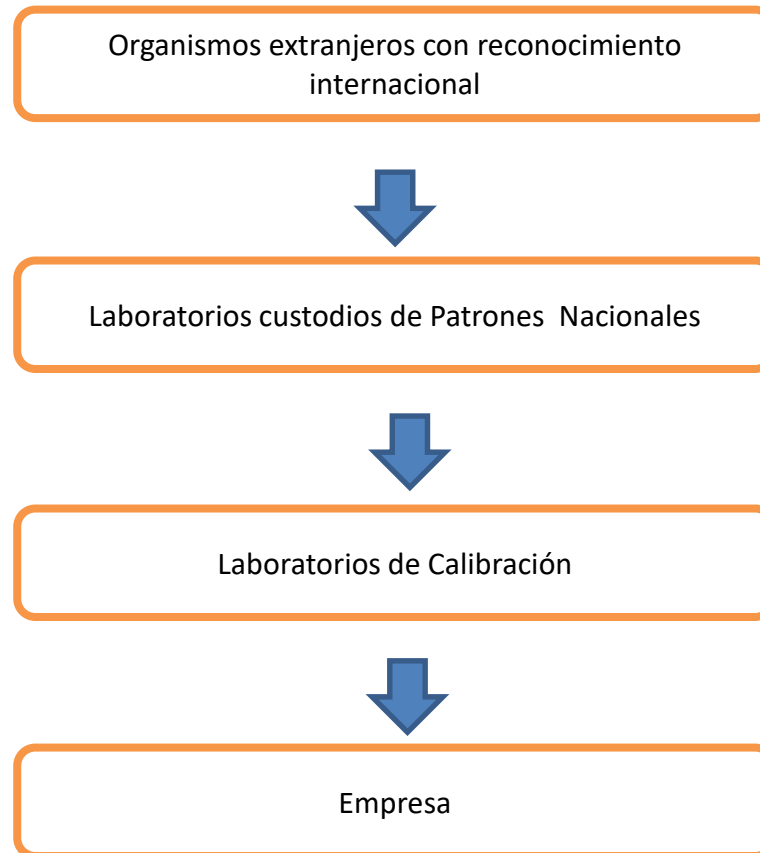 Organismos extranjeros con reconocimiento
internacional
Laboratorios custodios de Patrones Nacionales
Laboratorios de Calibración
Empresa